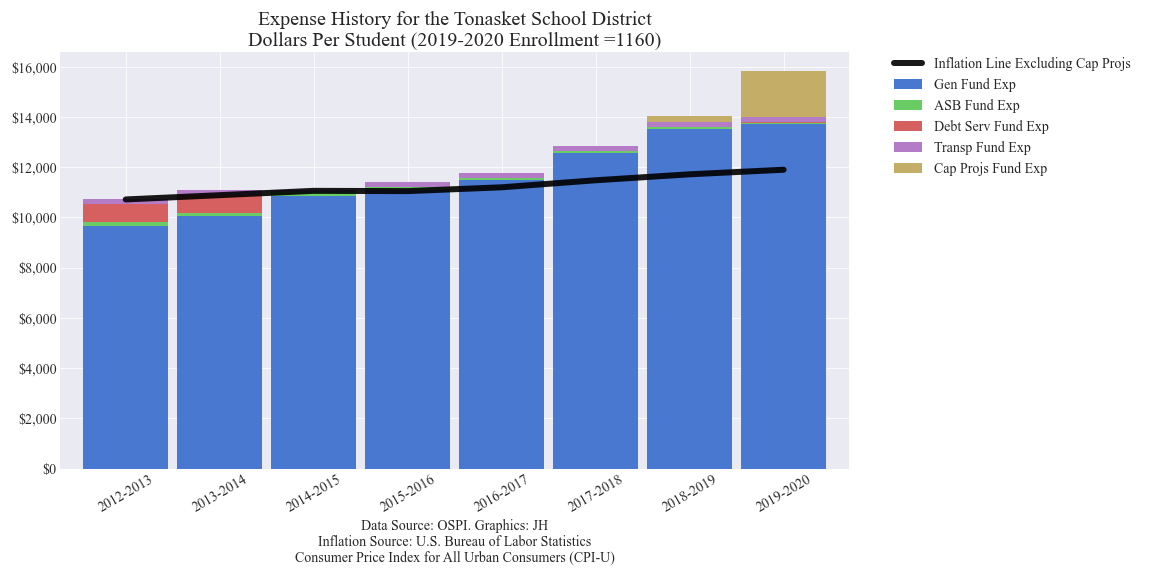 Expense History for the Tonasket School District
Dollars Per Student (2019-2020 Enrollment =1160)
$16,000
$14,000
$12,000
$10,000
$8,000
$6,000
$4,000
$2,000
$0
2012-2013
2013-2014
2014-2015
2015-2016
2016-2017
2017-2018
2018-2019
2019-2020
Inflation Line Excluding Cap Projs
Gen Fund Exp
ASB Fund Exp
Debt Serv Fund Exp
Transp Fund Exp
Cap Projs Fund Exp
Data Source: OSPI. Graphics: JH
Inflation Source: U.S. Bureau of Labor Statistics
Consumer Price Index for All Urban Consumers (CPI-U)